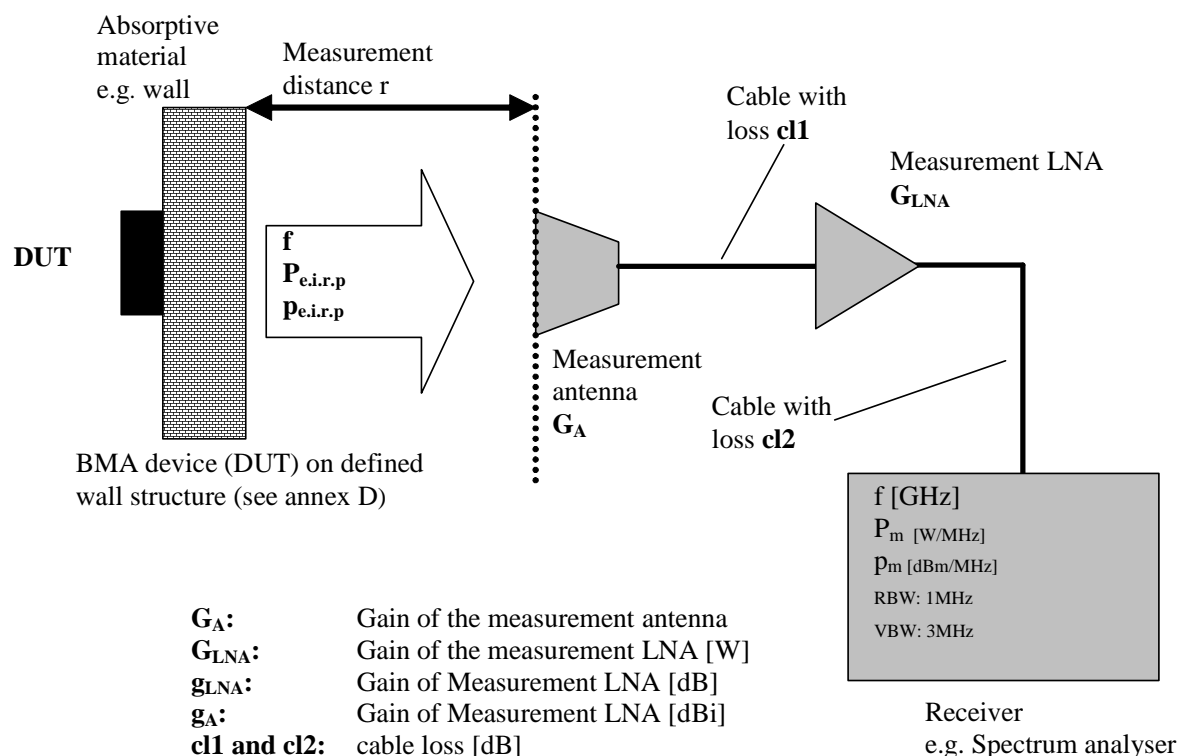 Absorptive
material
e.g. wall
Measurement
distance r
Cable with
loss cl1
Measurement LNA
GLNA
DUT
f
Pe.i.r.p
pe.i.r.p
Measurement
antenna
GA
Cable with
loss cl2
BMA device (DUT) on defined
wall structure (see annex D)
f [GHz]
Pm [W/MHz]
pm [dBm/MHz]
RBW: 1MHz
VBW: 3MHz
GA: Gain of the measurement antenna
GLNA: Gain of the measurement LNA [W]
gLNA: Gain of Measurement LNA [dB]
gA: Gain of Measurement LNA [dBi]
cl1 and cl2: cable loss [dB]
Receiver
e.g. Spectrum analyser